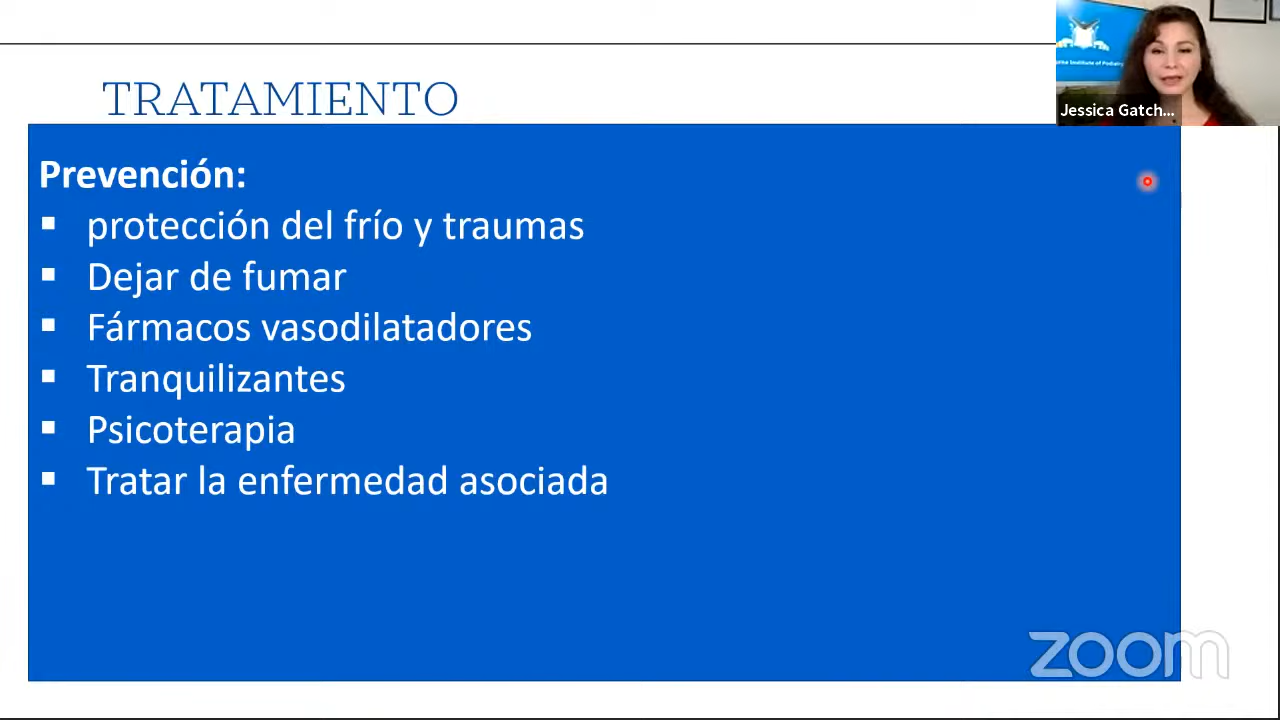 TRATAMIENTO
Prevención:
▪ protección del frío y traumas
▪ Dejar de fumar
▪ Fármacos vasodilatadores
▪ Tranquilizantes
▪ Psicoterapia
▪ Tratar la enfermedad asociada
Jessica Gatch...
zoom